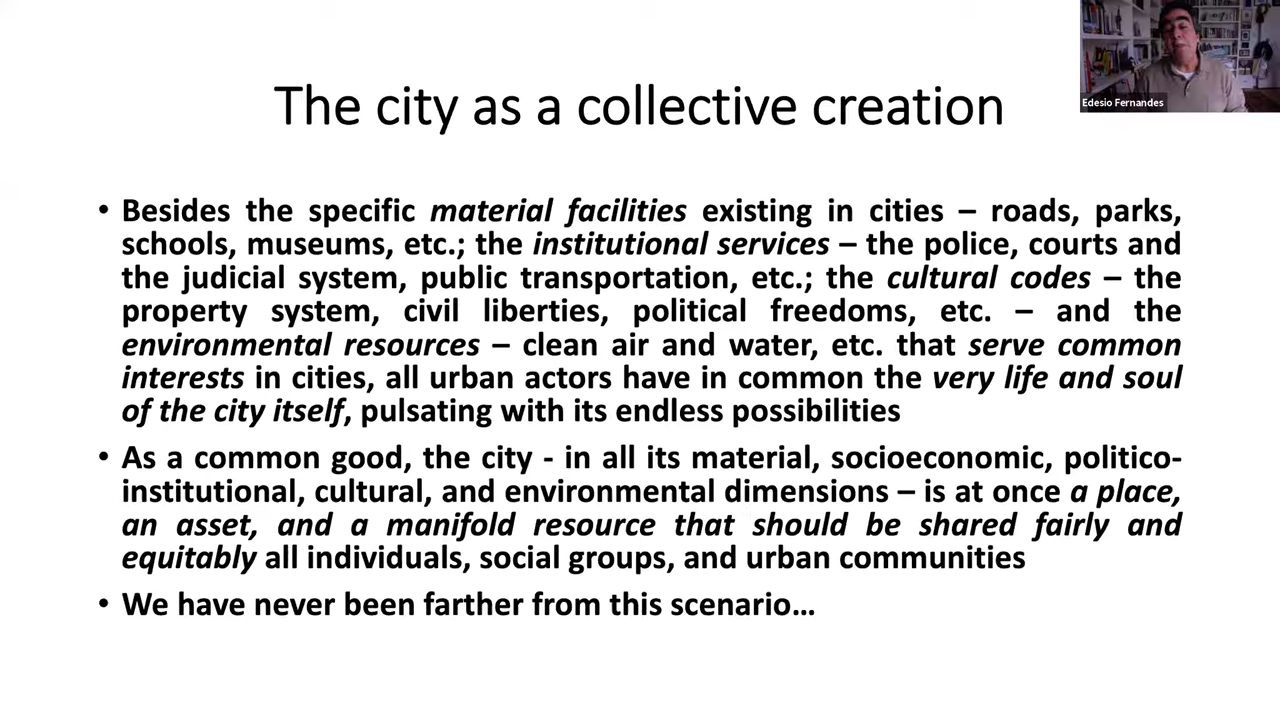 The city as a collective creation
Edesio Fernandes
• Besides the specific material facilities existing in cities – roads, parks,
schools, museums, etc.; the institutional services – the police, courts and
the judicial system, public transportation, etc.; the cultural codes – the
property system, civil liberties, political freedoms, etc. – and the
environmental resources – clean air and water, etc. that serve common
interests in cities, all urban actors have in common the very life and soul
of the city itself, pulsating with its endless possibilities
• As a common good, the city - in all its material, socioeconomic, politico-
institutional, cultural, and environmental dimensions – is at once a place,
an asset, and a manifold resource that should be shared fairly and
equitably all individuals, social groups, and urban communities
• We have never been farther from this scenario…